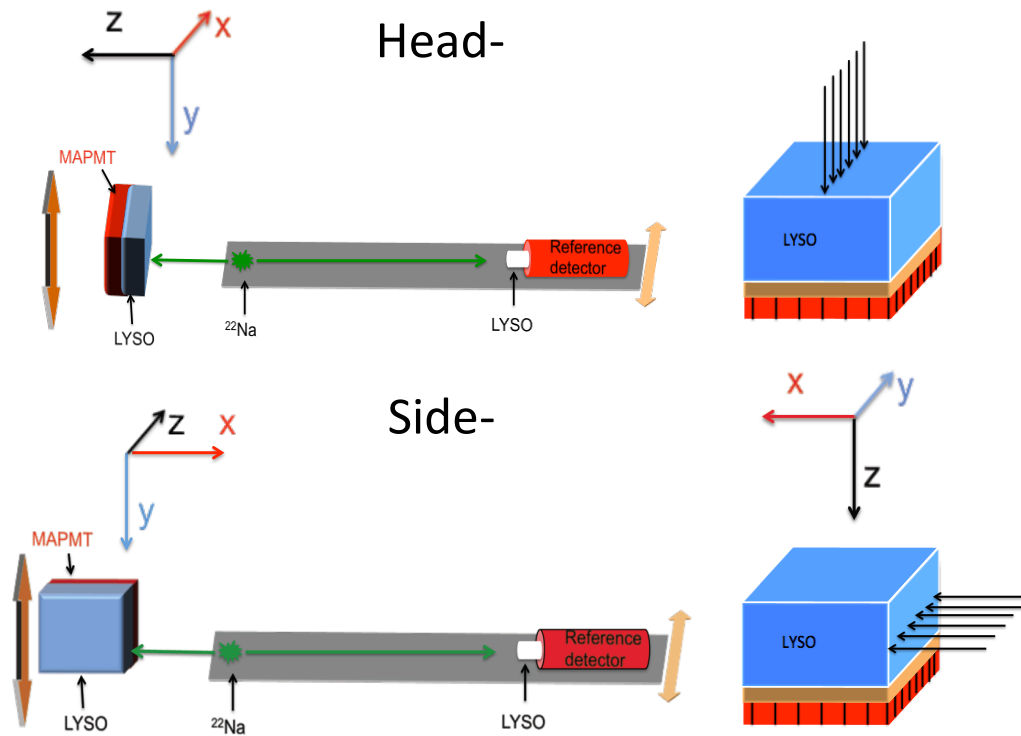 Head-
z
x
y
MAPMT
LYSO
²²Na
LYSO
Reference
detector
LYSO
Side-
z
x
y
MAPMT
LYSO
²²Na
LYSO
Reference
detector
x
y
z
LYSO